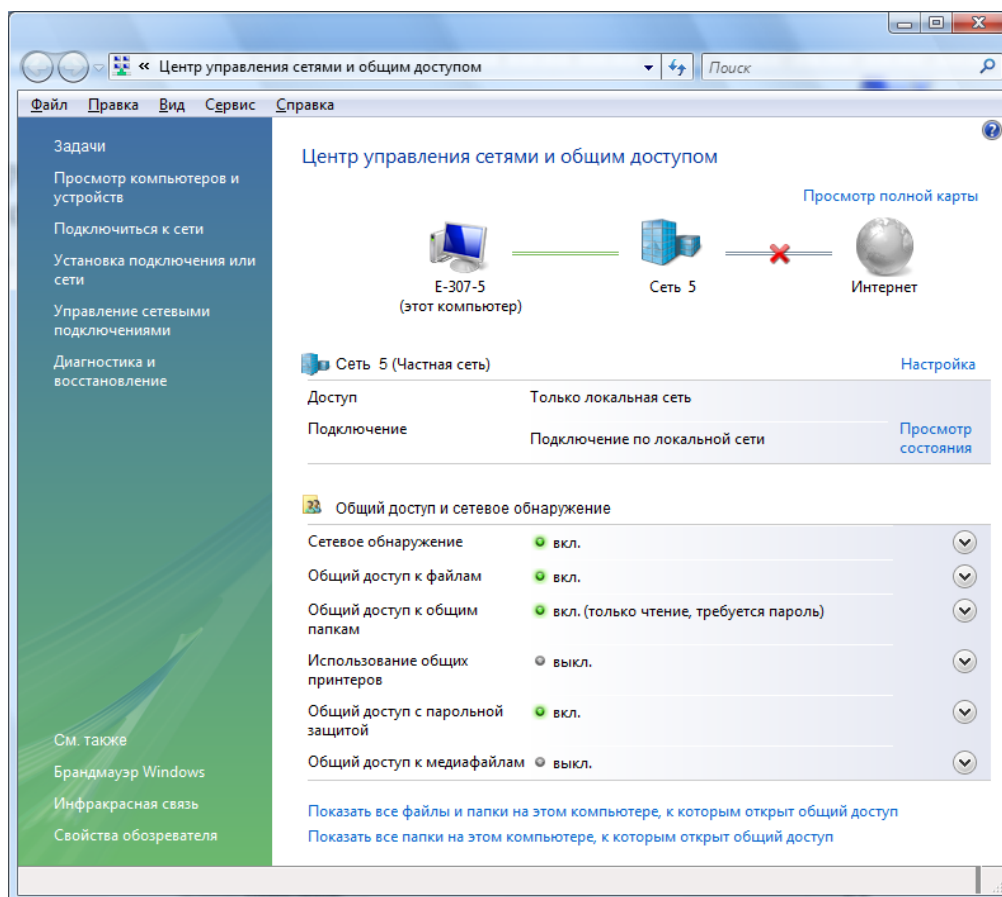 « Центр управления сетями и общим доступом
Поиск
Файл Правка Вид Сервис Справка
Задачи
Просмотр компьютеров и
устройств
Подключиться к сети
Установка подключения или
сети
Управление сетевыми
подключениями
Диагностика и
восстановление
См. также
Брандмауэр Windows
Инфракрасная связь
Свойства обозревателя
Центр управления сетями и общим доступом
Просмотр полной карты
E-307-5
(этот компьютер)
Сеть 5
Интернет
Сеть 5 (Частная сеть)
Настройка
Доступ
Только локальная сеть
Подключение
Подключение по локальной сети
Просмотр
состояния
Общий доступ и сетевое обнаружение
Сетевое обнаружение
вкл.
Общий доступ к файлам
вкл.
Общий доступ к общим
папкам
вкл. (только чтение, требуется пароль)
Использование общих
принтеров
выкл.
Общий доступ с парольной
защитой
вкл.
Общий доступ к медиафайлам
выкл.
Показать все файлы и папки на этом компьютере, к которым открыт общий доступ
Показать все папки на этом компьютере, к которым открыт общий доступ